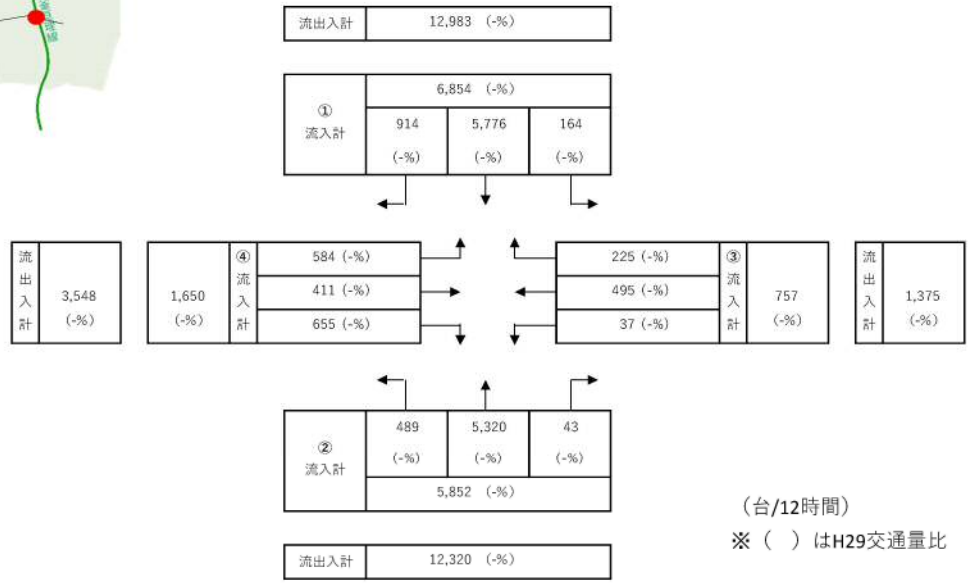 流出入計 12,983 (-%)
① 流入計
6,854 (-%)
914 5,776 164
(-%) (-%) (-%)
流出入計
3,548
(-%)
1,650
(-%)
④流入計
584 (-%)
411 (-%)
655 (-%)
225 (-%)
495 (-%)
37 (-%)
③流入計
757
(-%)
流出入計
1,375
(-%)
② 流入計
489 5,320 43
(-%) (-%) (-%)
5,852 (-%)
流出入計 12,320 (-%)
(台/12時間)
※( )はH29交通量比